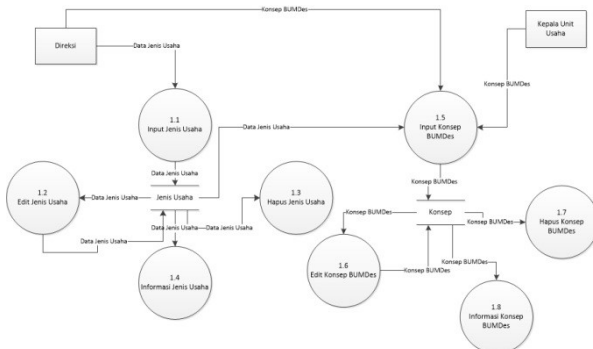 Konsep BUMDes
Direksi
Kepala Unit
Usaha
Data Jenis Usaha
Konsep BUMDes
1.1
Input Jenis Usaha
1.5
Input Konsep
BUMDes
Data Jenis Usaha
Data Jenis Usaha
Konsep BUMDes
1.2
Edit Jenis Usaha
Data Jenis Usaha
Jenis Usaha
1.3
Hapus Jenis Usaha
Data Jenis Usaha
Data Jenis Usaha
Data Jenis Usaha
1.4
Informasi Jenis Usaha
Konsep BUMDes
Konsep
Konsep BUMDes
1.7
Hapus Konsep
BUMDes
1.6
Edit Konsep BUMDes
Konsep BUMDes
Konsep BUMDes
1.8
Informasi Konsep
BUMDes